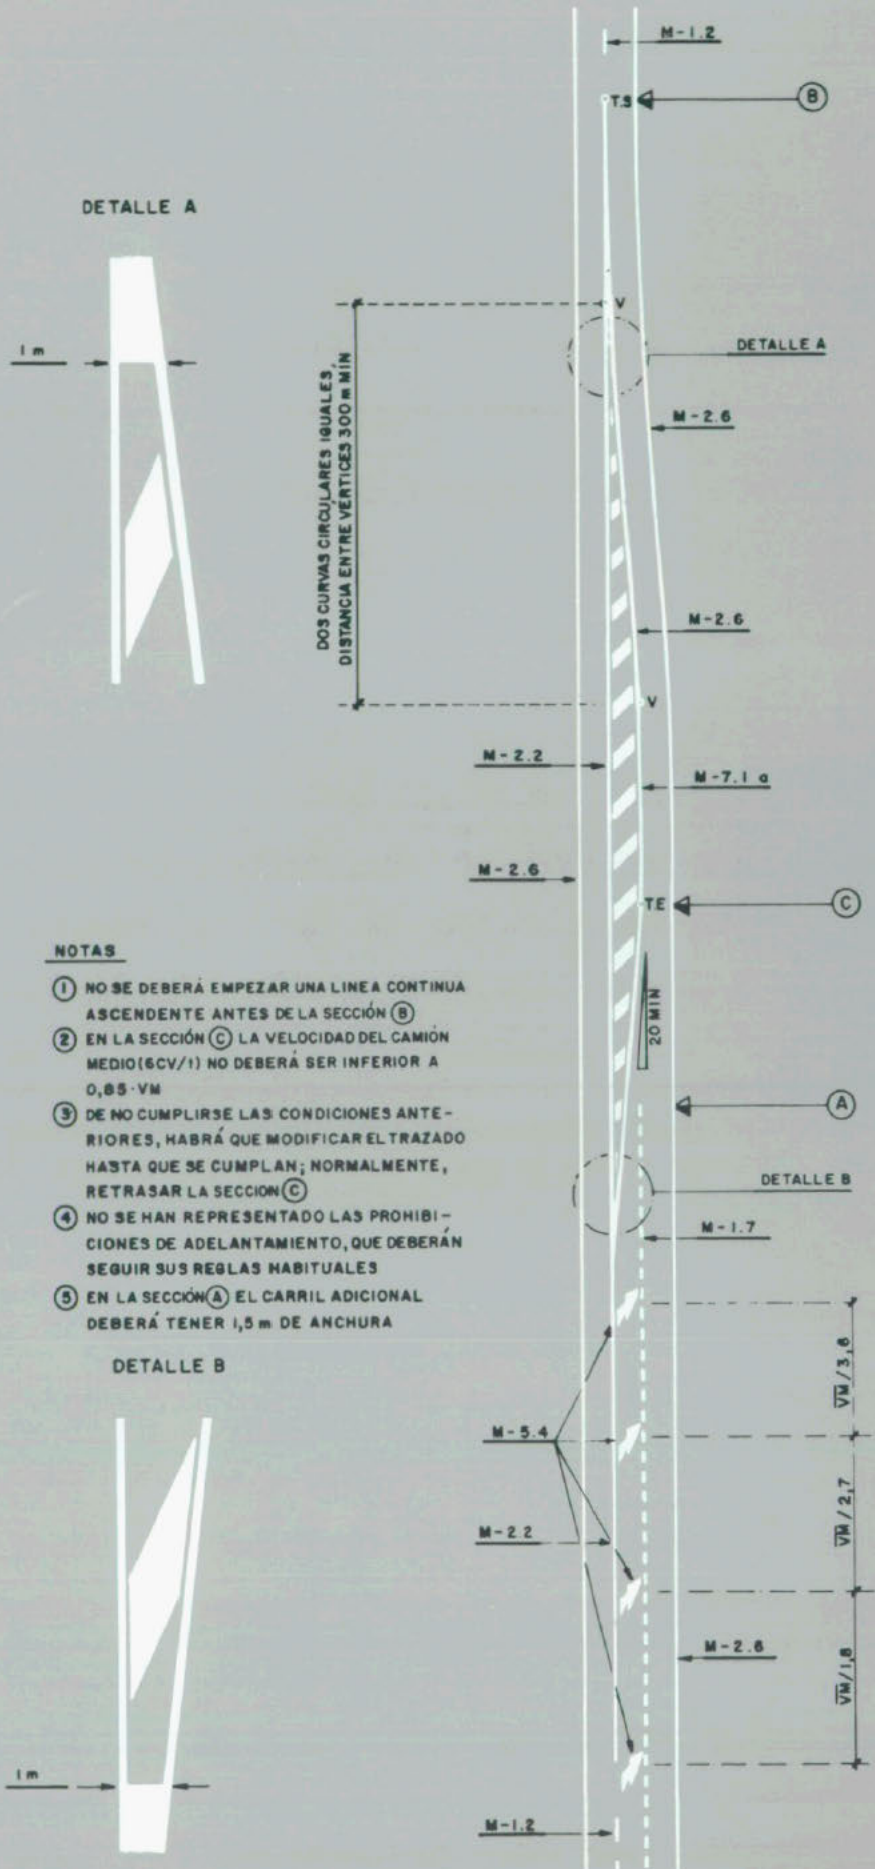 M-1.2
T.S
B
DETALLE A
V
1 m
DETALLE A
DOS CURVAS CIRCULARES IGUALES,
DISTANCIA ENTRE VÉRTICES 300 m MÍN
M-2.6
M-2.6
V
M-2.2
M-7.1 a
M-2.6
T.E
C
NOTAS
1 NO SE DEBERÁ EMPEZAR UNA LINEA CONTINUA
ASCENDENTE ANTES DE LA SECCIÓN B
2 EN LA SECCIÓN C LA VELOCIDAD DEL CAMIÓN
MEDIO(6CV/t) NO DEBERÁ SER INFERIOR A
0,85·VM
3 DE NO CUMPLIRSE LAS CONDICIONES ANTE-
RIORES, HABRÁ QUE MODIFICAR EL TRAZADO
HASTA QUE SE CUMPLAN; NORMALMENTE,
RETRASAR LA SECCION C
4 NO SE HAN REPRESENTADO LAS PROHIBI-
CIONES DE ADELANTAMIENTO, QUE DEBERÁN
SEGUIR SUS REGLAS HABITUALES
5 EN LA SECCIÓN A EL CARRIL ADICIONAL
DEBERÁ TENER 1,5 m DE ANCHURA
20 MIN
A
DETALLE B
M-1.7
DETALLE B
VM/3,6
M-5.4
VM/2,7
M-2.2
M-2.6
VM/1,8
1 m
M-1.2